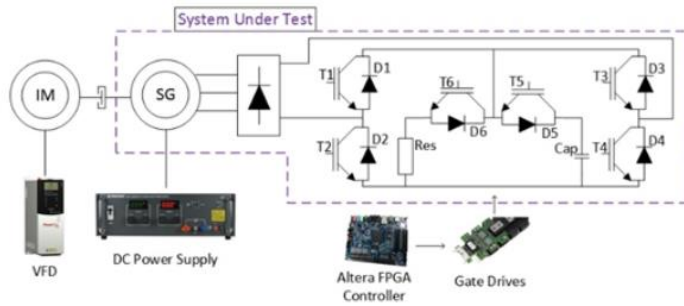 System Under Test
IM
SG
T1
D1
T2
D2
T6
D6
Res
T5
D5
Cap
T3
D3
T4
D4
VFD
DC Power Supply
Altera FPGA
Controller
Gate Drives